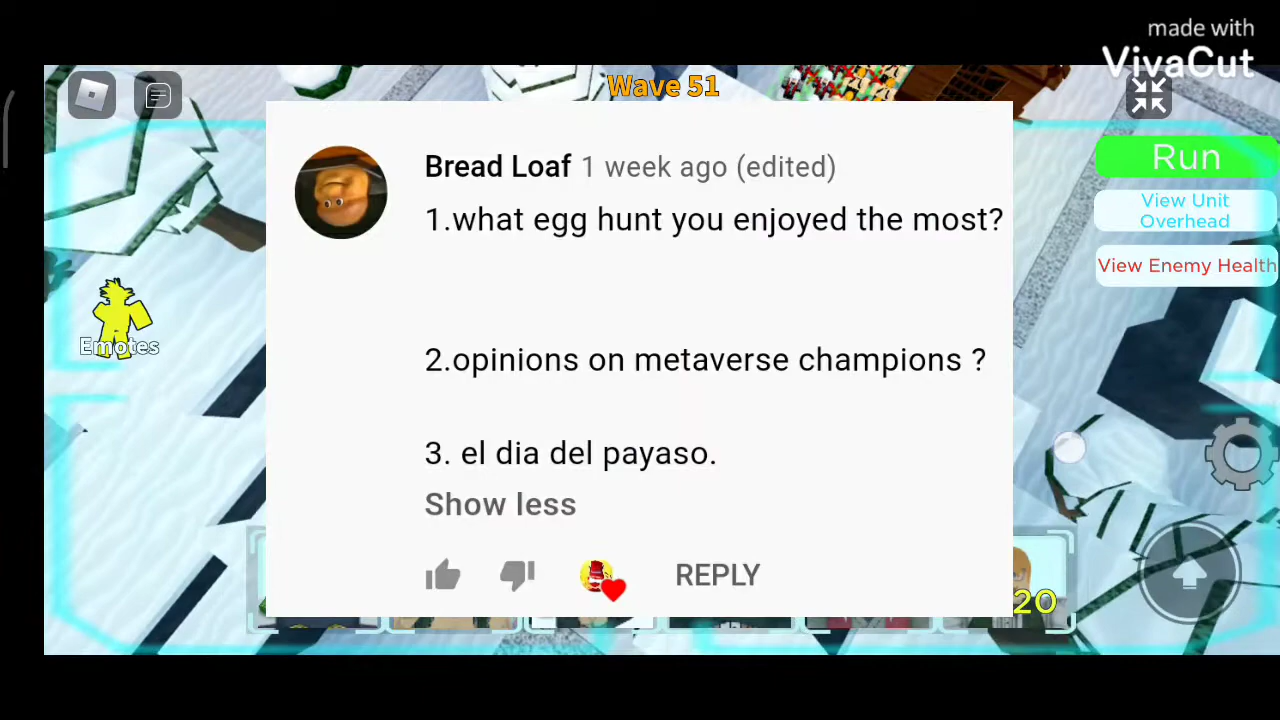 made with
VivaCut
Wave 51
Bread Loaf 1 week ago (edited)
1.what egg hunt you enjoyed the most?
2.opinions on metaverse champions ?
3. el dia del payaso.
Show less
REPLY
Run
View Unit
Overhead
View Enemy Health
Emotes
20